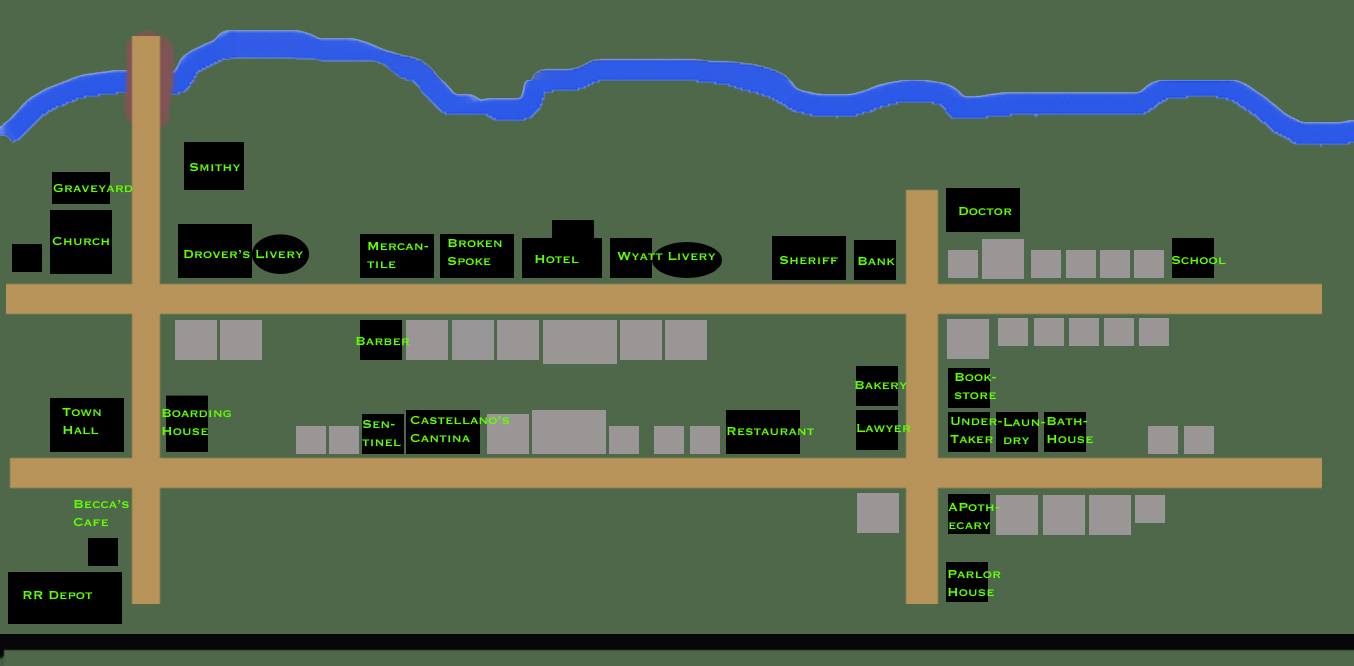 Smithy
Graveyard
Doctor
Church
Drover's Livery
Mercan-
tile
Broken
Spoke
Hotel
Wyatt Livery
Sheriff
Bank
School
Barber
Bakery
Book-
store
Town
Hall
Boarding
House
Sen-
tinel
Castellano's
Cantina
Restaurant
Lawyer
Under-
taker
Laun-
dry
Bath-
house
Becca's
Cafe
APoth-
ecary
RR Depot
Parlor
House